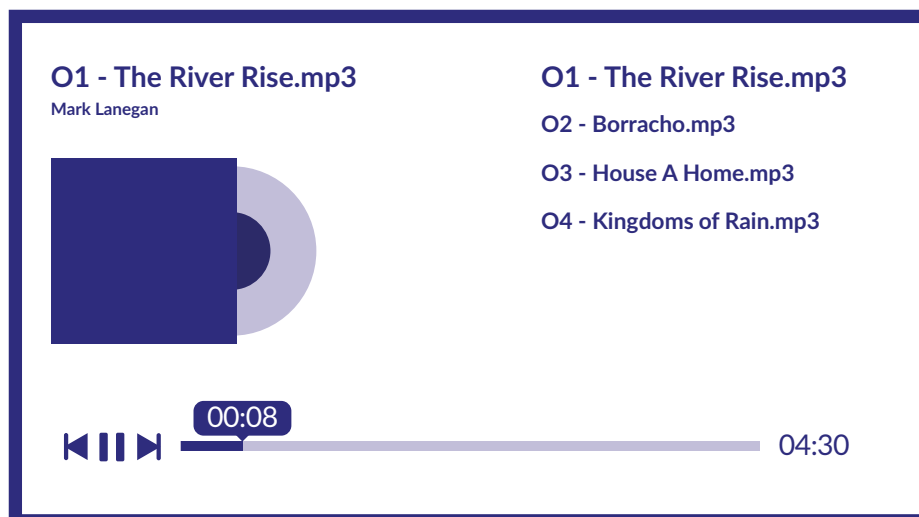 O1 - The River Rise.mp3
Mark Lanegan
O1 - The River Rise.mp3
O2 - Borracho.mp3
O3 - House A Home.mp3
O4 - Kingdoms of Rain.mp3
00:08
04:30